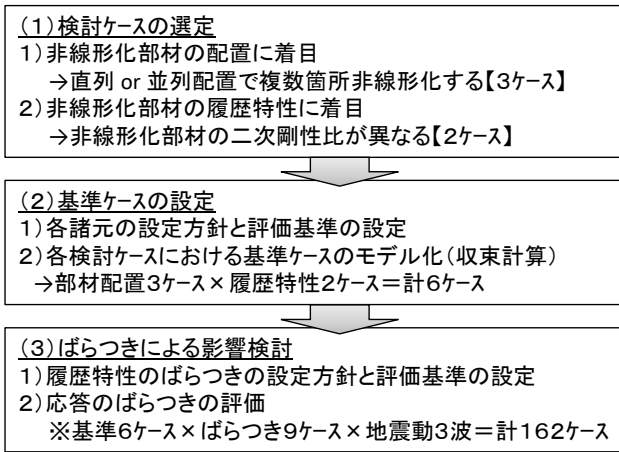 (1)検討ケースの選定
1)非線形化部材の配置に着目
→直列 or 並列配置で複数箇所非線形化する【3ケース】
2)非線形化部材の履歴特性に着目
→非線形化部材の二次剛性比が異なる【2ケース】
(2)基準ケースの設定
1)各諸元の設定方針と評価基準の設定
2)各検討ケースにおける基準ケースのモデル化(収束計算)
→部材配置3ケース×履歴特性2ケース=計6ケース
(3)ばらつきによる影響検討
1)履歴特性のばらつきの設定方針と評価基準の設定
2)応答のばらつきの評価
※基準6ケース×ばらつき9ケース×地震動3波=計162ケース